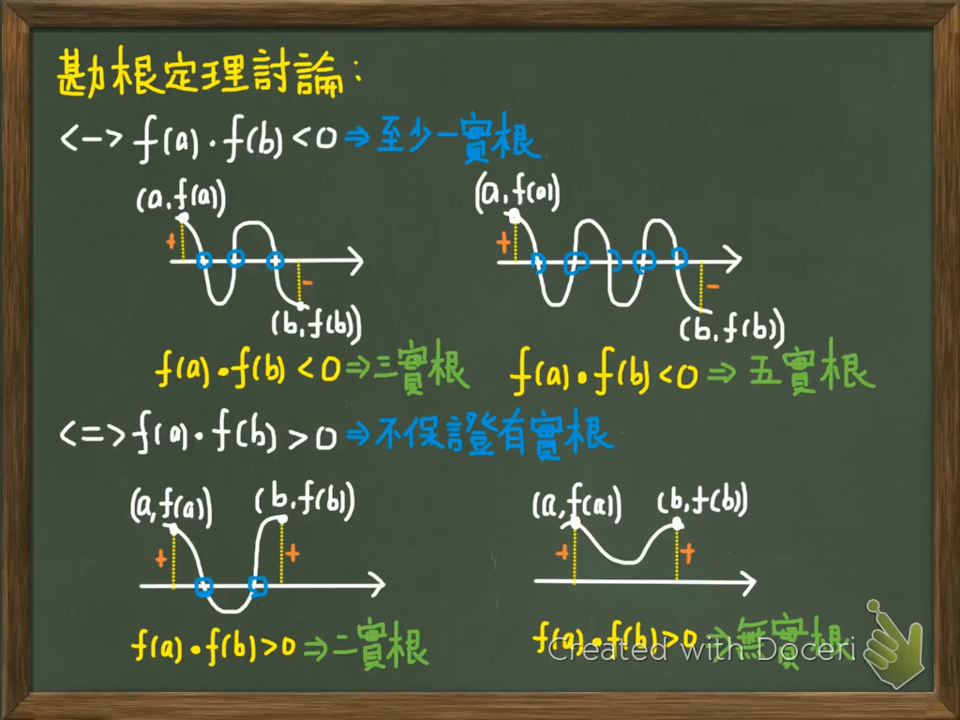 勘根定理討論:
<一> f(a)·f(b)<0⇒至少一實根
(a,f(a))
(a,f(a))
+
+
-
-
(b,f(b))
(b,f(b))
f(a)·f(b)<0⇒三實根
f(a)·f(b)<0⇒五實根
<二>f(a)·f(b)>0⇒不保證有實根
(a,f(a))
(b,f(b))
(a,f(a))
(b,f(b))
+
+
+
+
f(a)·f(b)>0⇒二實根
f(a)·f(b)>0⇒無實根
Created with Doceri